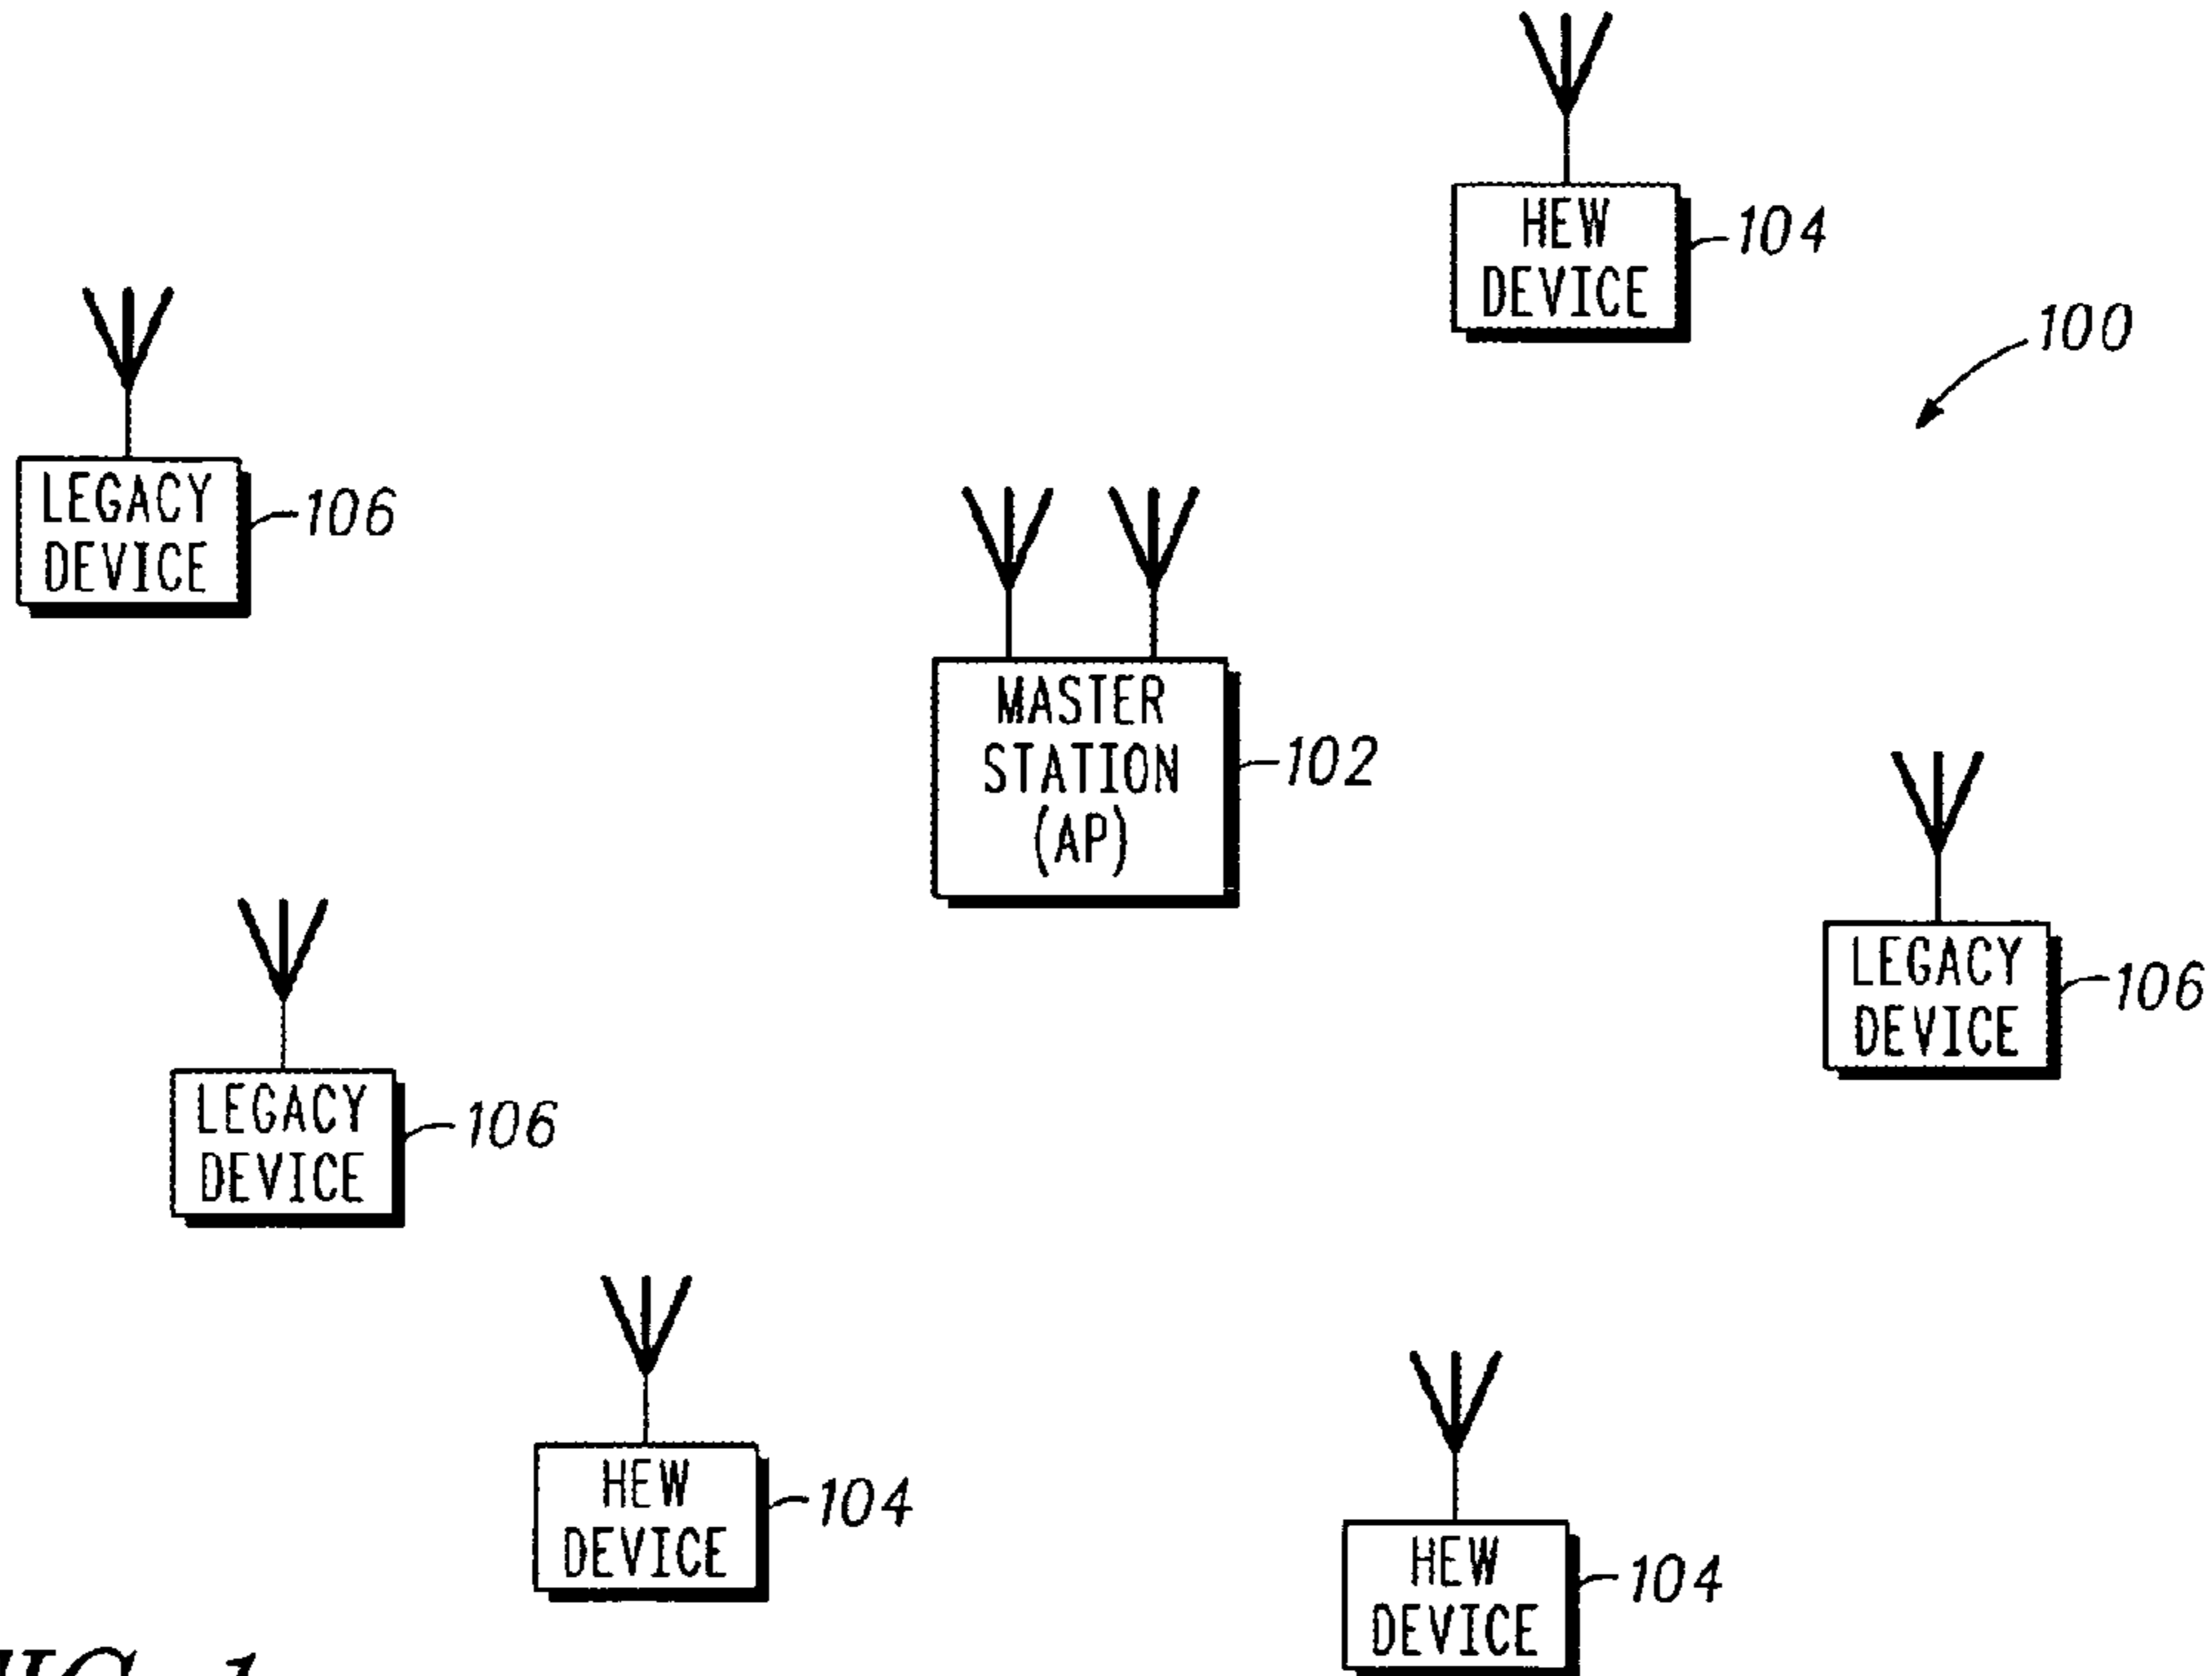 HEW
DEVICE
104
100
LEGACY
DEVICE
106
MASTER
STATION
(AP)
102
LEGACY
DEVICE
106
LEGACY
DEVICE
106
HEW
DEVICE
104
HEW
DEVICE
104